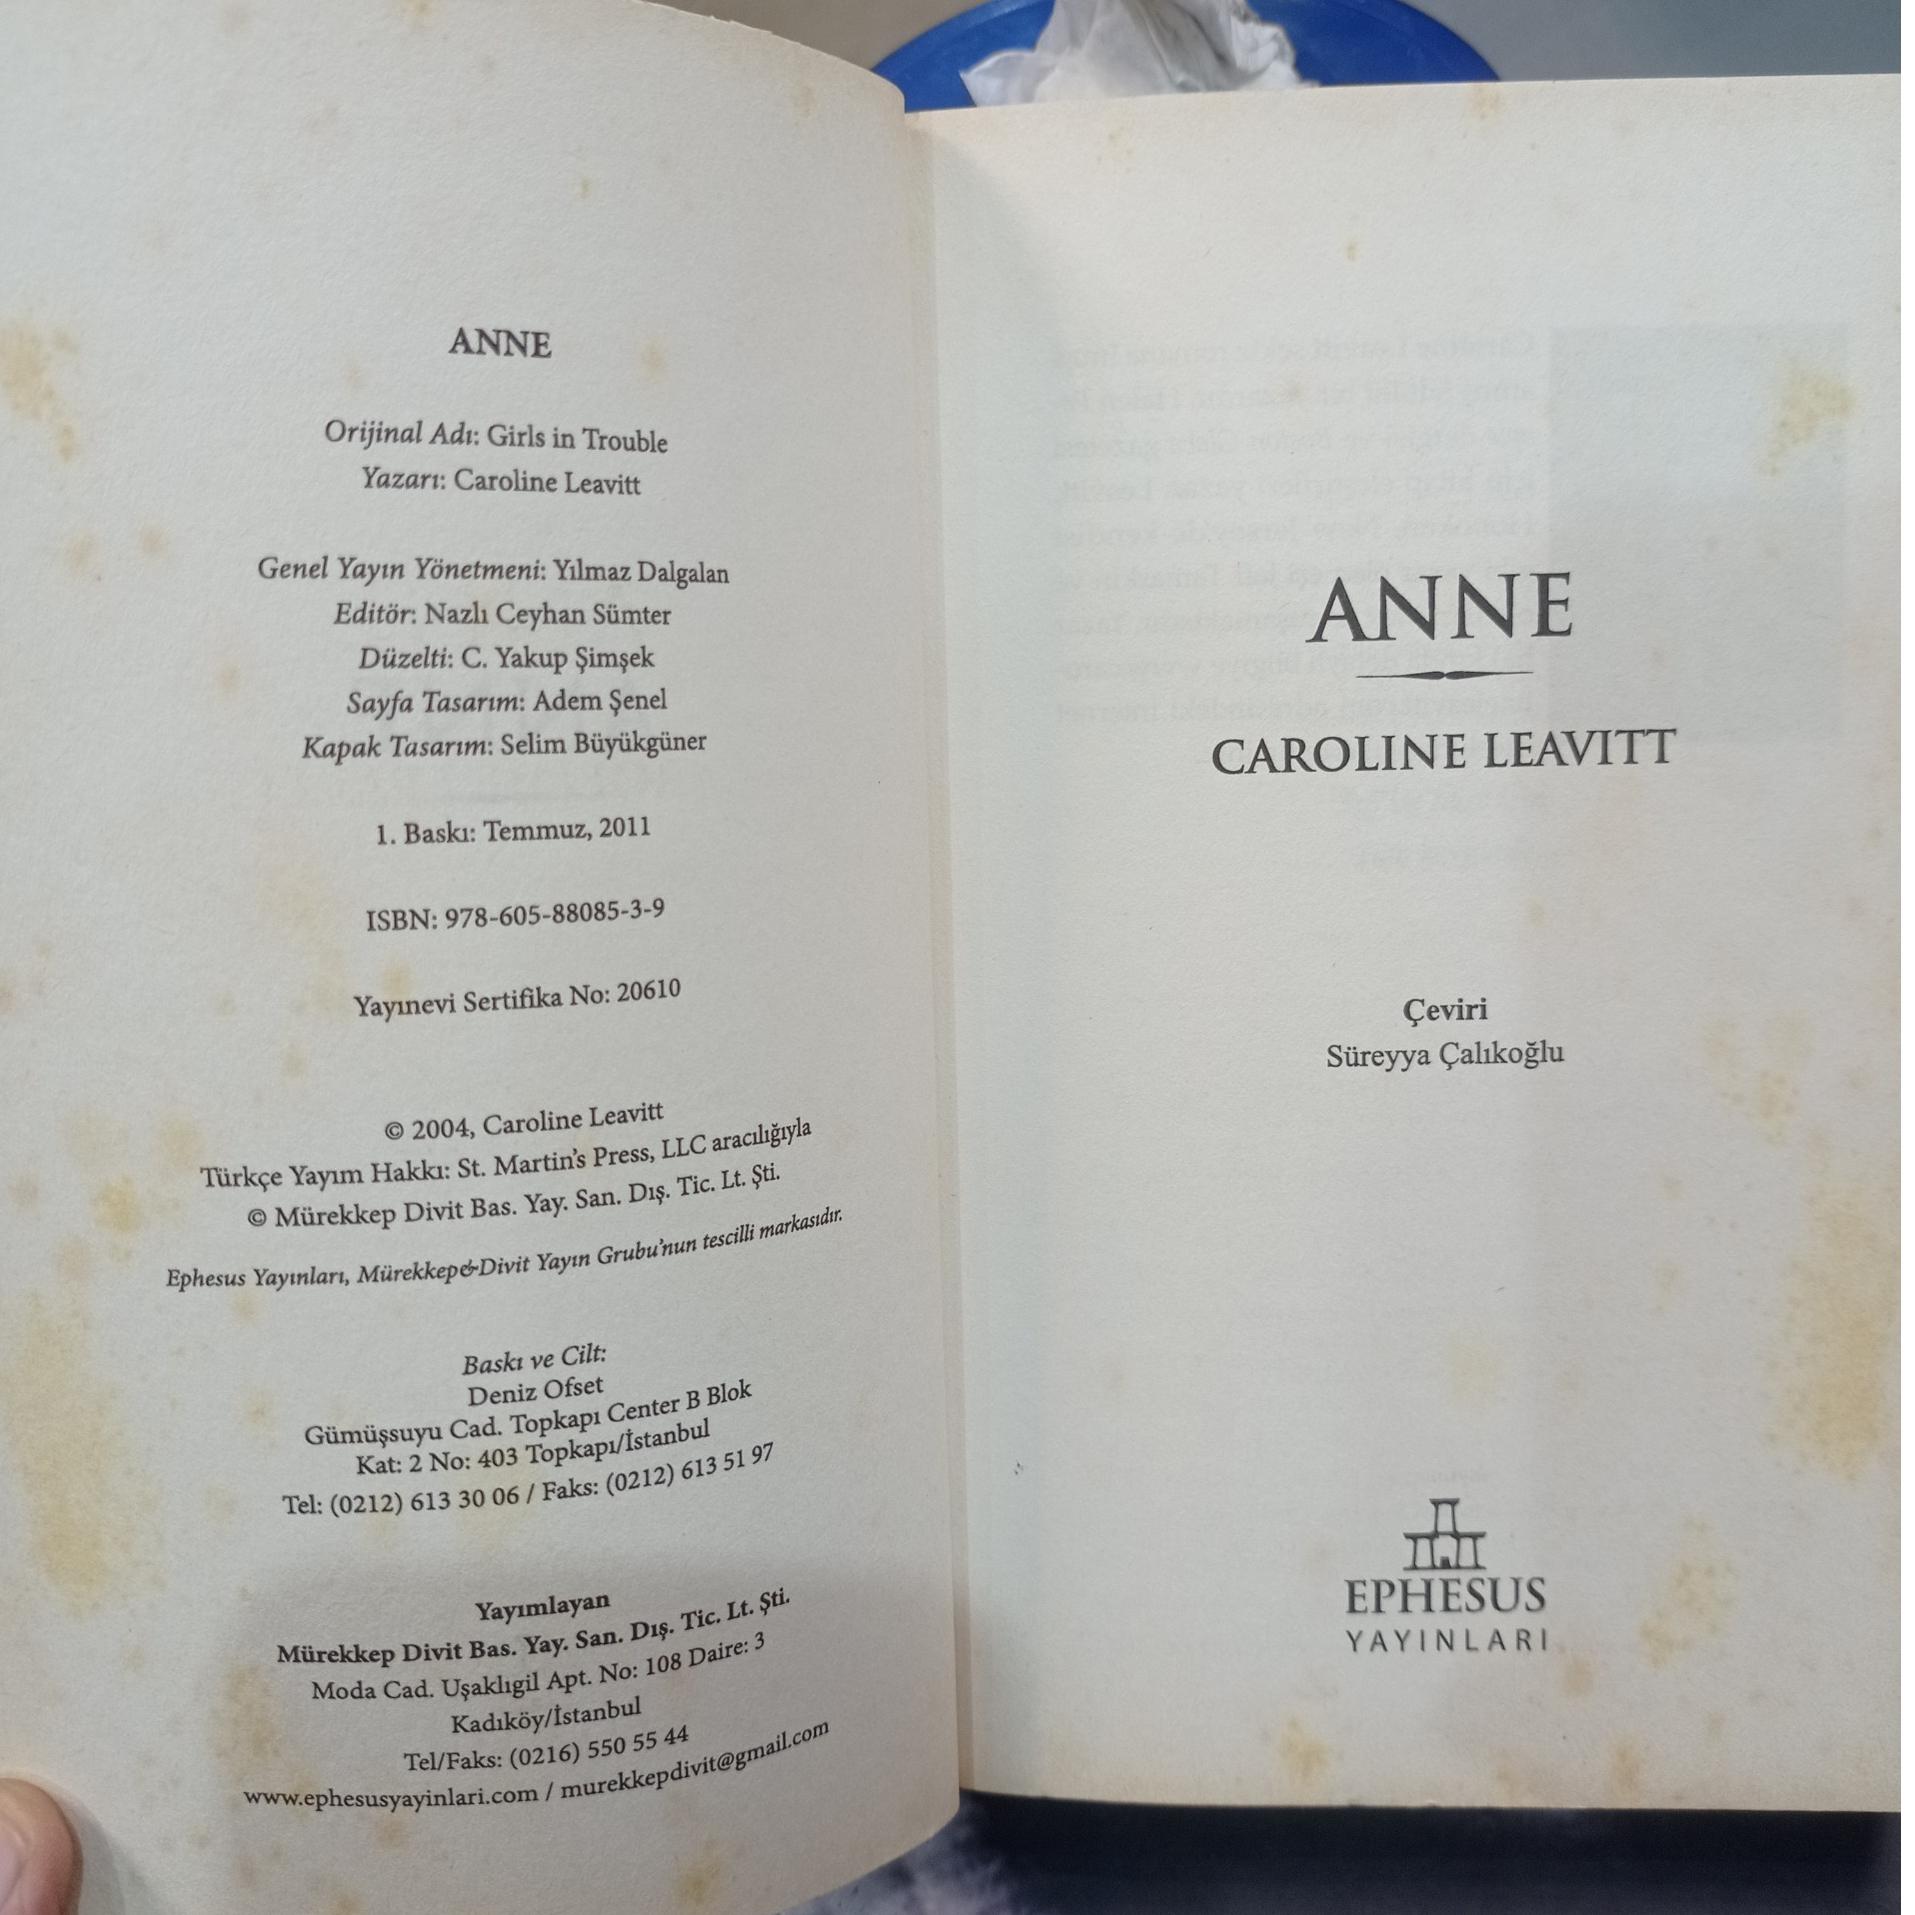 ANNE
Orijinal Adı: Girls in Trouble
Yazarı: Caroline Leavitt
Genel Yayın Yönetmeni: Yılmaz Dalgalan
Editör: Nazlı Ceyhan Sümter
Düzelti: C. Yakup Şimşek
Sayfa Tasarım: Adem Şenel
Kapak Tasarım: Selim Büyükgüner
1. Baskı: Temmuz, 2011
ISBN: 978-605-88085-3-9
Yayınevi Sertifika No: 20610
© 2004, Caroline Leavitt
Türkçe Yayım Hakkı: St. Martin's Press, LLC aracılığıyla
© Mürekkep Divit Bas. Yay. San. Dış. Tic. Lt. Şti.
Ephesus Yayınları, Mürekkep&Divit Yayın Grubu'nun tescilli markasıdır.
Baskı ve Cilt:
Deniz Ofset
Gümüşsuyu Cad. Topkapı Center B Blok
Kat: 2 No: 403 Topkapı/İstanbul
Tel: (0212) 613 30 06 / Faks: (0212) 613 51 97
Yayımlayan
Mürekkep Divit Bas. Yay. San. Dış. Tic. Lt. Şti.
Moda Cad. Uşaklıgil Apt. No: 108 Daire: 3
Kadıköy/İstanbul
Tel/Faks: (0216) 550 55 44
www.ephesusyayinlari.com / murekkepdivit@gmail.com
ANNE
CAROLINE LEAVITT
Çeviri
Süreyya Çalıkoğlu
EPHESUS
YAYINLARI